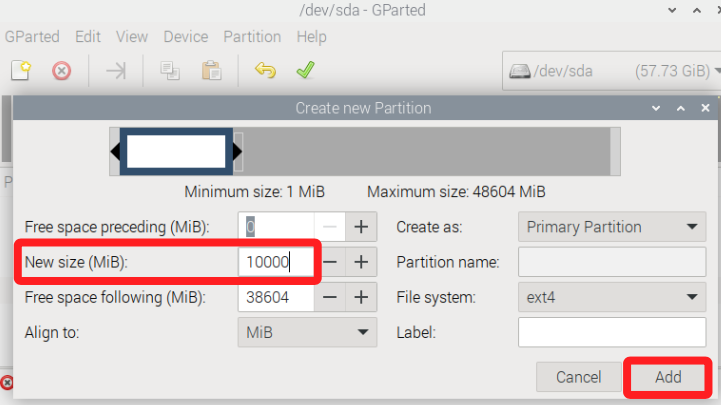 /dev/sda - GParted
GParted Edit View Device Partition Help
/dev/sda (57.73 GiB)
Create new Partition
Minimum size: 1 MiB Maximum size: 48604 MiB
Free space preceding (MiB): 0 Create as: Primary Partition
New size (MiB): 10000 Partition name:
Free space following (MiB): 38604 File system: ext4
Align to: MiB Label:
Cancel Add